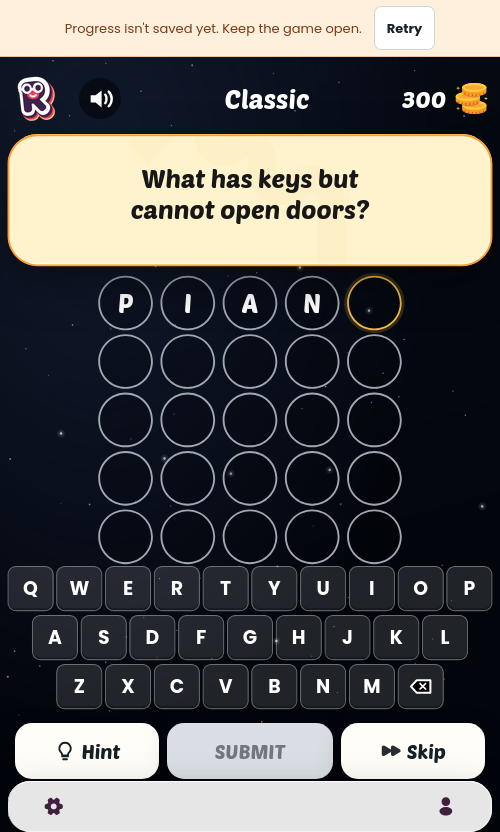 Progress isn't saved yet. Keep the game open.
Retry
R
Classic
300
What has keys but
cannot open doors?
P I A N
Q W E R T Y U I O P
A S D F G H J K L
Z X C V B N M
Hint
SUBMIT
Skip